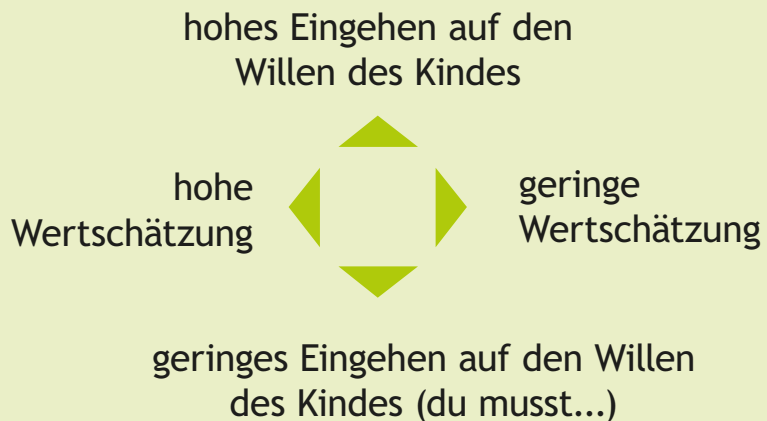 hohes Eingehen auf den
Willen des Kindes
hohe
Wertschätzung
geringe
Wertschätzung
geringes Eingehen auf den Willen
des Kindes (du musst...)